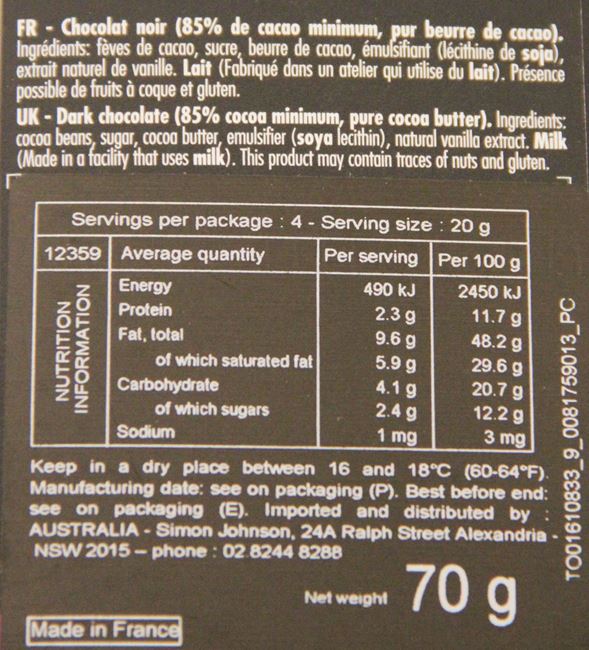 FR - Chocolat noir (85% de cacao minimum, pur beurre de cacao).
Ingrédients: fèves de cacao, sucre, beurre de cacao, émulsifiant (lécithine de soja),
extrait naturel de vanille. Lait (Fabriqué dans un atelier qui utilise du lait). Présence
possible de fruits à coque et gluten.
UK - Dark chocolate (85% cocoa minimum, pure cocoa butter). Ingredients:
cocoa beans, sugar, cocoa butter, emulsifier (soya lecithin), natural vanilla extract. Milk
(Made in a facility that uses milk). This product may contain traces of nuts and gluten.
Servings per package : 4 - Serving size : 20 g
12359 Average quantity Per serving Per 100 g
NUTRITION
INFORMATION
Energy 490 kJ 2450 kJ
Protein 2.3 g 11.7 g
Fat, total 9.6 g 48.2 g
of which saturated fat 5.9 g 29.6 g
Carbohydrate 4.1 g 20.7 g
of which sugars 2.4 g 12.2 g
Sodium 1 mg 3 mg
Keep in a dry place between 16 and 18°C (60-64°F).
Manufacturing date: see on packaging (P). Best before end:
see on packaging (E). Imported and distributed by :
AUSTRALIA - Simon Johnson, 24A Ralph Street Alexandria -
NSW 2015 – phone : 02 8244 8288
Net weight 70 g
Made in France
TO01610833_9_0081759013_PC